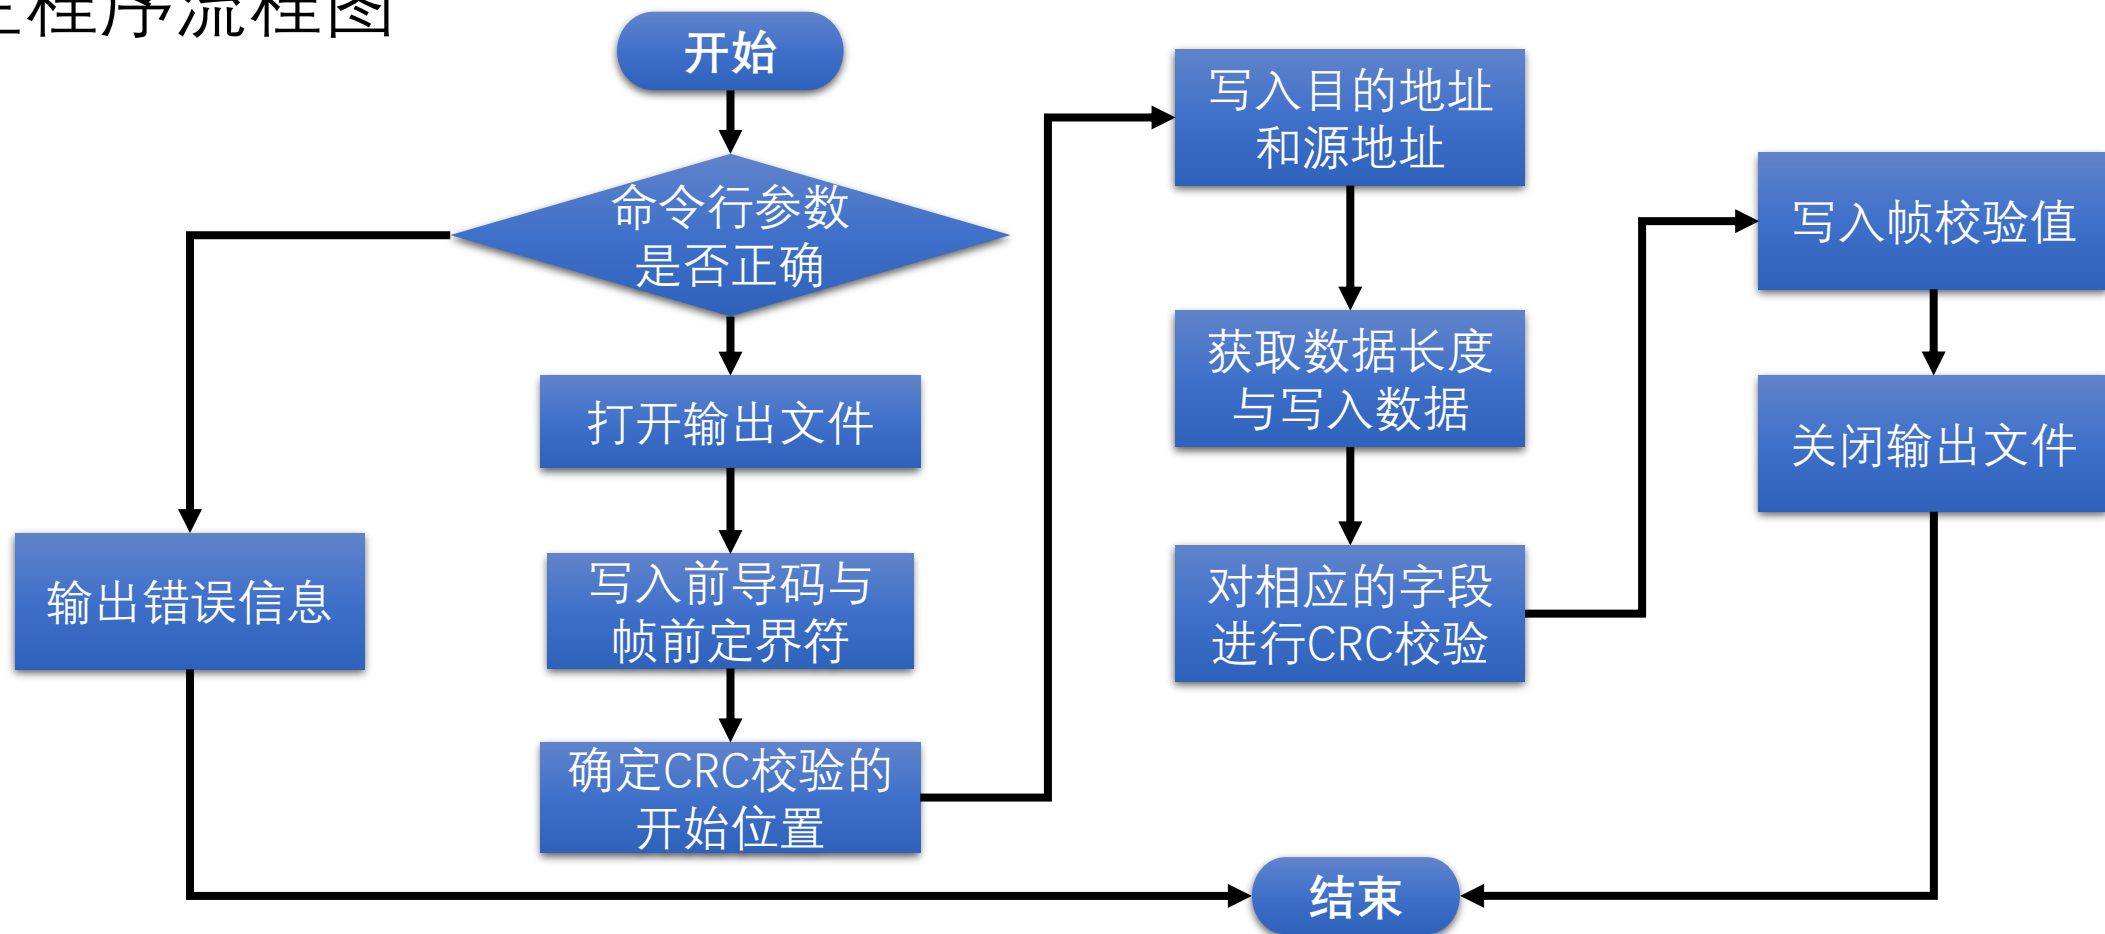 程序流程图
开始
命令行参数
是否正确
打开输出文件
写入前导码与
帧前定界符
确定CRC校验的
开始位置
输出错误信息
写入目的地址
和源地址
获取数据长度
与写入数据
对相应的字段
进行CRC校验
写入帧校验值
关闭输出文件
结束